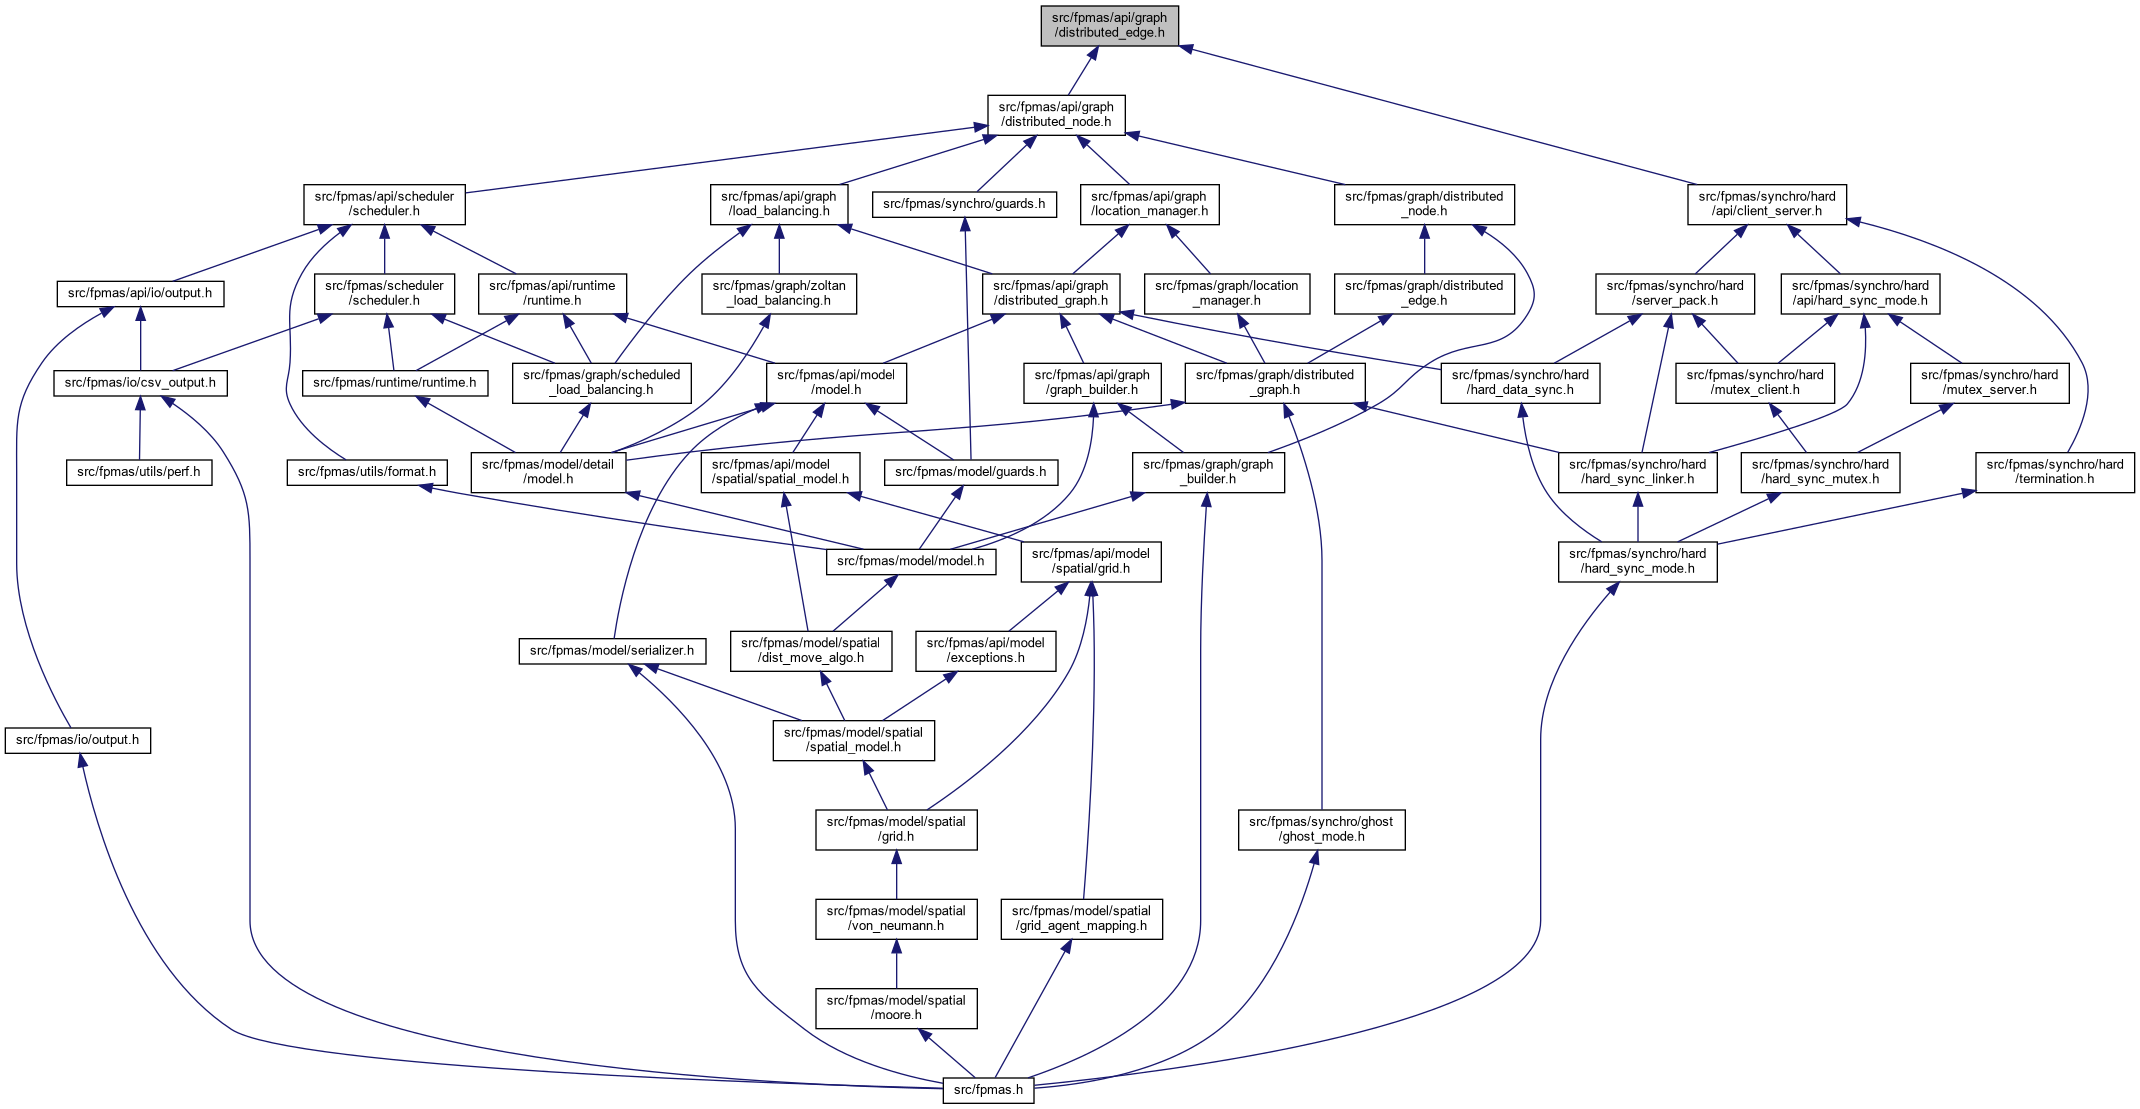 src/fpmas/api/graph
/distributed_edge.h
src/fpmas/api/graph
/distributed_node.h
src/fpmas/api/scheduler
/scheduler.h
src/fpmas/api/graph
/load_balancing.h
src/fpmas/synchro/guards.h
src/fpmas/api/graph
/location_manager.h
src/fpmas/graph/distributed
_node.h
src/fpmas/synchro/hard
/api/client_server.h
src/fpmas/api/io/output.h
src/fpmas/scheduler
/scheduler.h
src/fpmas/api/runtime
/runtime.h
src/fpmas/graph/zoltan
_load_balancing.h
src/fpmas/api/graph
/distributed_graph.h
src/fpmas/graph/location
_manager.h
src/fpmas/graph/distributed
_edge.h
src/fpmas/synchro/hard
/server_pack.h
src/fpmas/synchro/hard
/api/hard_sync_mode.h
src/fpmas/io/csv_output.h
src/fpmas/runtime/runtime.h
src/fpmas/graph/scheduled
_load_balancing.h
src/fpmas/api/model
/model.h
src/fpmas/api/graph
/graph_builder.h
src/fpmas/graph/distributed
_graph.h
src/fpmas/synchro/hard
/hard_data_sync.h
src/fpmas/synchro/hard
/mutex_client.h
src/fpmas/synchro/hard
/mutex_server.h
src/fpmas/utils/perf.h
src/fpmas/utils/format.h
src/fpmas/model/detail
/model.h
src/fpmas/api/model
/spatial/spatial_model.h
src/fpmas/model/guards.h
src/fpmas/graph/graph
_builder.h
src/fpmas/synchro/hard
/hard_sync_linker.h
src/fpmas/synchro/hard
/hard_sync_mutex.h
src/fpmas/synchro/hard
/termination.h
src/fpmas/model/model.h
src/fpmas/api/model
/spatial/grid.h
src/fpmas/synchro/hard
/hard_sync_mode.h
src/fpmas/model/serializer.h
src/fpmas/model/spatial
/dist_move_algo.h
src/fpmas/api/model
/exceptions.h
src/fpmas/io/output.h
src/fpmas/model/spatial
/spatial_model.h
src/fpmas/model/spatial
/grid.h
src/fpmas/synchro/ghost
/ghost_mode.h
src/fpmas/model/spatial
/von_neumann.h
src/fpmas/model/spatial
/grid_agent_mapping.h
src/fpmas/model/spatial
/moore.h
src/fpmas.h